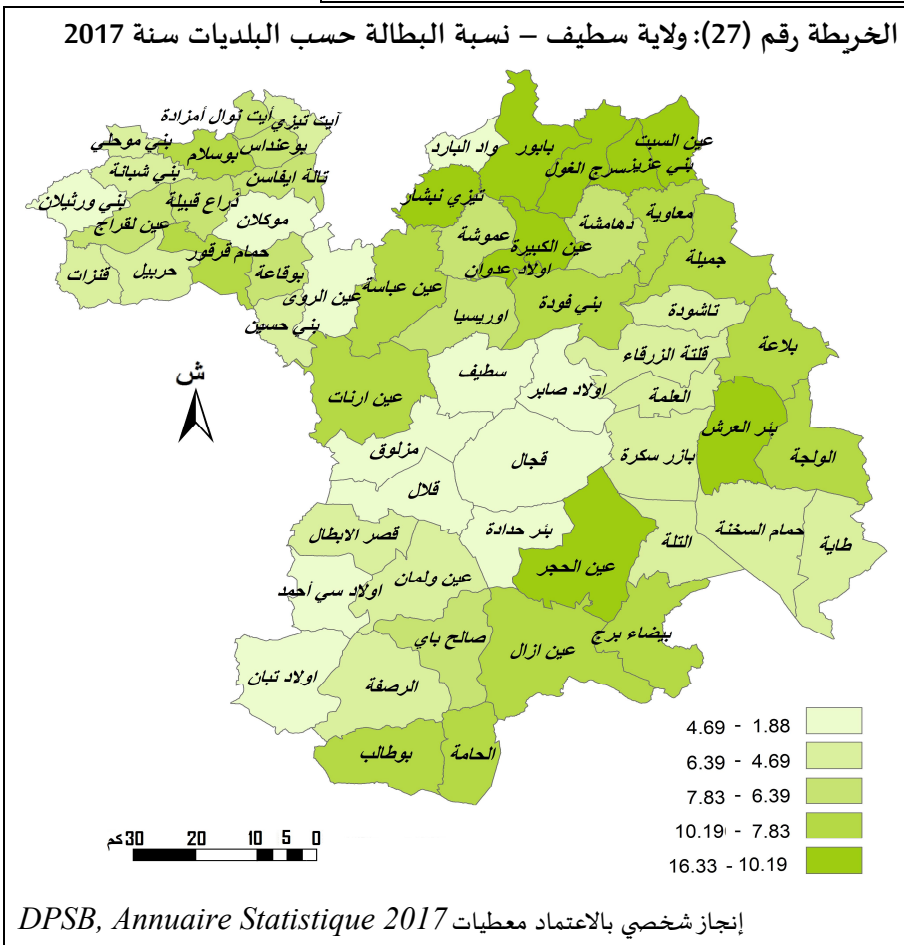 الخريطة رقم (27): ولاية سطيف – نسبة البطالة حسب البلديات سنة 2017
آيت نوال أمزادة
آيت تيزي
بني موحلي
بوسلام
بوعنداس
بني شبانة
تالة ايفاسن
بني ورثيلان
ذراع قبيلة
موكلان
عين لقراج
حمام قرقور
قنزات
حربيل
بوقاعة
عين الروى
بني حسين
واد البارد
بابور
سرج الغول
عين السبت
بني عزيز
تيزي نبشار
عموشة
عين الكبيرة
دهامشة
معاوية
اولاد عدوان
جميلة
عين عباسة
اوريسيا
بني فودة
تاشودة
بلاعة
ش
عين ارنات
سطيف
اولاد صابر
قلتة الزرقاء
العلمة
بئر العرش
الولجة
مزلوق
قجال
بازر سكرة
قلال
بئر حدادة
قصر الابطال
عين الحجر
التلة
حمام السخنة
طاية
اولاد سي أحمد
عين ولمان
صالح باي
عين ازال
بيضاء برج
اولاد تبان
الرصفة
بوطالب
الحامة
4.69 - 1.88
6.39 - 4.69
7.83 - 6.39
10.19 - 7.83
16.33 - 10.19
كم 30 20 10 5 0
إنجاز شخصي بالاعتماد معطيات DPSB, Annuaire Statistique 2017